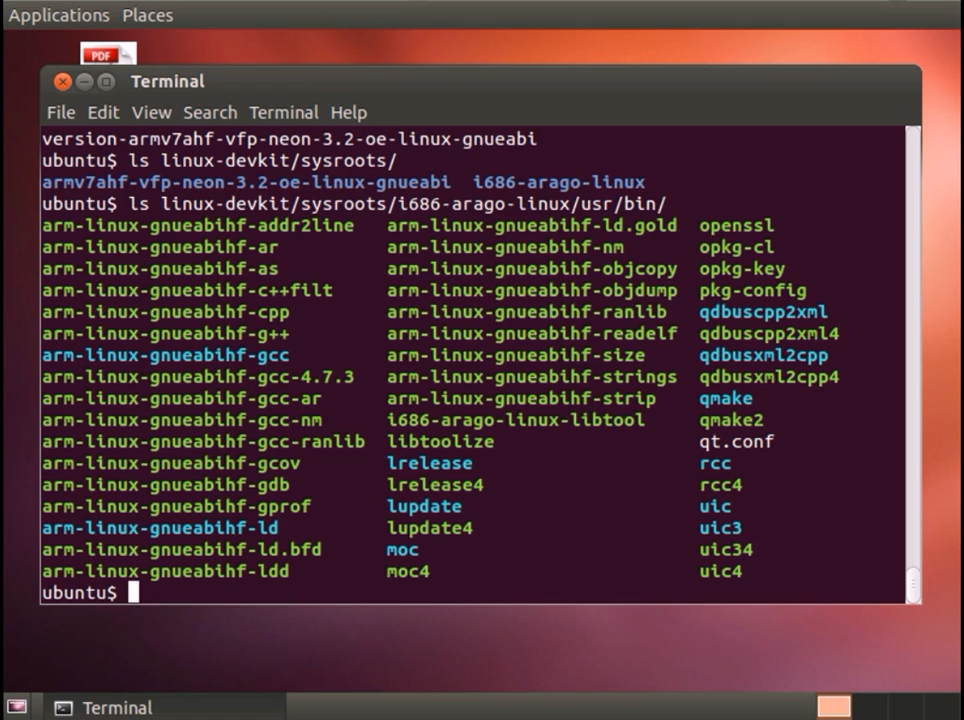 Applications Places
PDF
Terminal
File Edit View Search Terminal Help
version-armv7ahf-vfp-neon-3.2-oe-linux-gnueabi
ubuntu$ ls linux-devkit/sysroots/
armv7ahf-vfp-neon-3.2-oe-linux-gnueabi i686-arago-linux
ubuntu$ ls linux-devkit/sysroots/i686-arago-linux/usr/bin/
arm-linux-gnueabihf-addr2line arm-linux-gnueabihf-ld.gold openssl
arm-linux-gnueabihf-ar arm-linux-gnueabihf-nm opkg-cl
arm-linux-gnueabihf-as arm-linux-gnueabihf-objcopy opkg-key
arm-linux-gnueabihf-c++filt arm-linux-gnueabihf-objdump pkg-config
arm-linux-gnueabihf-cpp arm-linux-gnueabihf-ranlib qdbuscpp2xml
arm-linux-gnueabihf-g++ arm-linux-gnueabihf-readelf qdbuscpp2xml4
arm-linux-gnueabihf-gcc arm-linux-gnueabihf-size qdbusxml2cpp
arm-linux-gnueabihf-gcc-4.7.3 arm-linux-gnueabihf-strings qdbusxml2cpp4
arm-linux-gnueabihf-gcc-ar arm-linux-gnueabihf-strip qmake
arm-linux-gnueabihf-gcc-nm i686-arago-linux-libtool qmake2
arm-linux-gnueabihf-gcc-ranlib libtoolize qt.conf
arm-linux-gnueabihf-gcov lrelease rcc
arm-linux-gnueabihf-gdb lrelease4 rcc4
arm-linux-gnueabihf-gprof lupdate uic
arm-linux-gnueabihf-ld lupdate4 uic3
arm-linux-gnueabihf-ld.bfd moc uic34
arm-linux-gnueabihf-ldd moc4 uic4
ubuntu$
Terminal